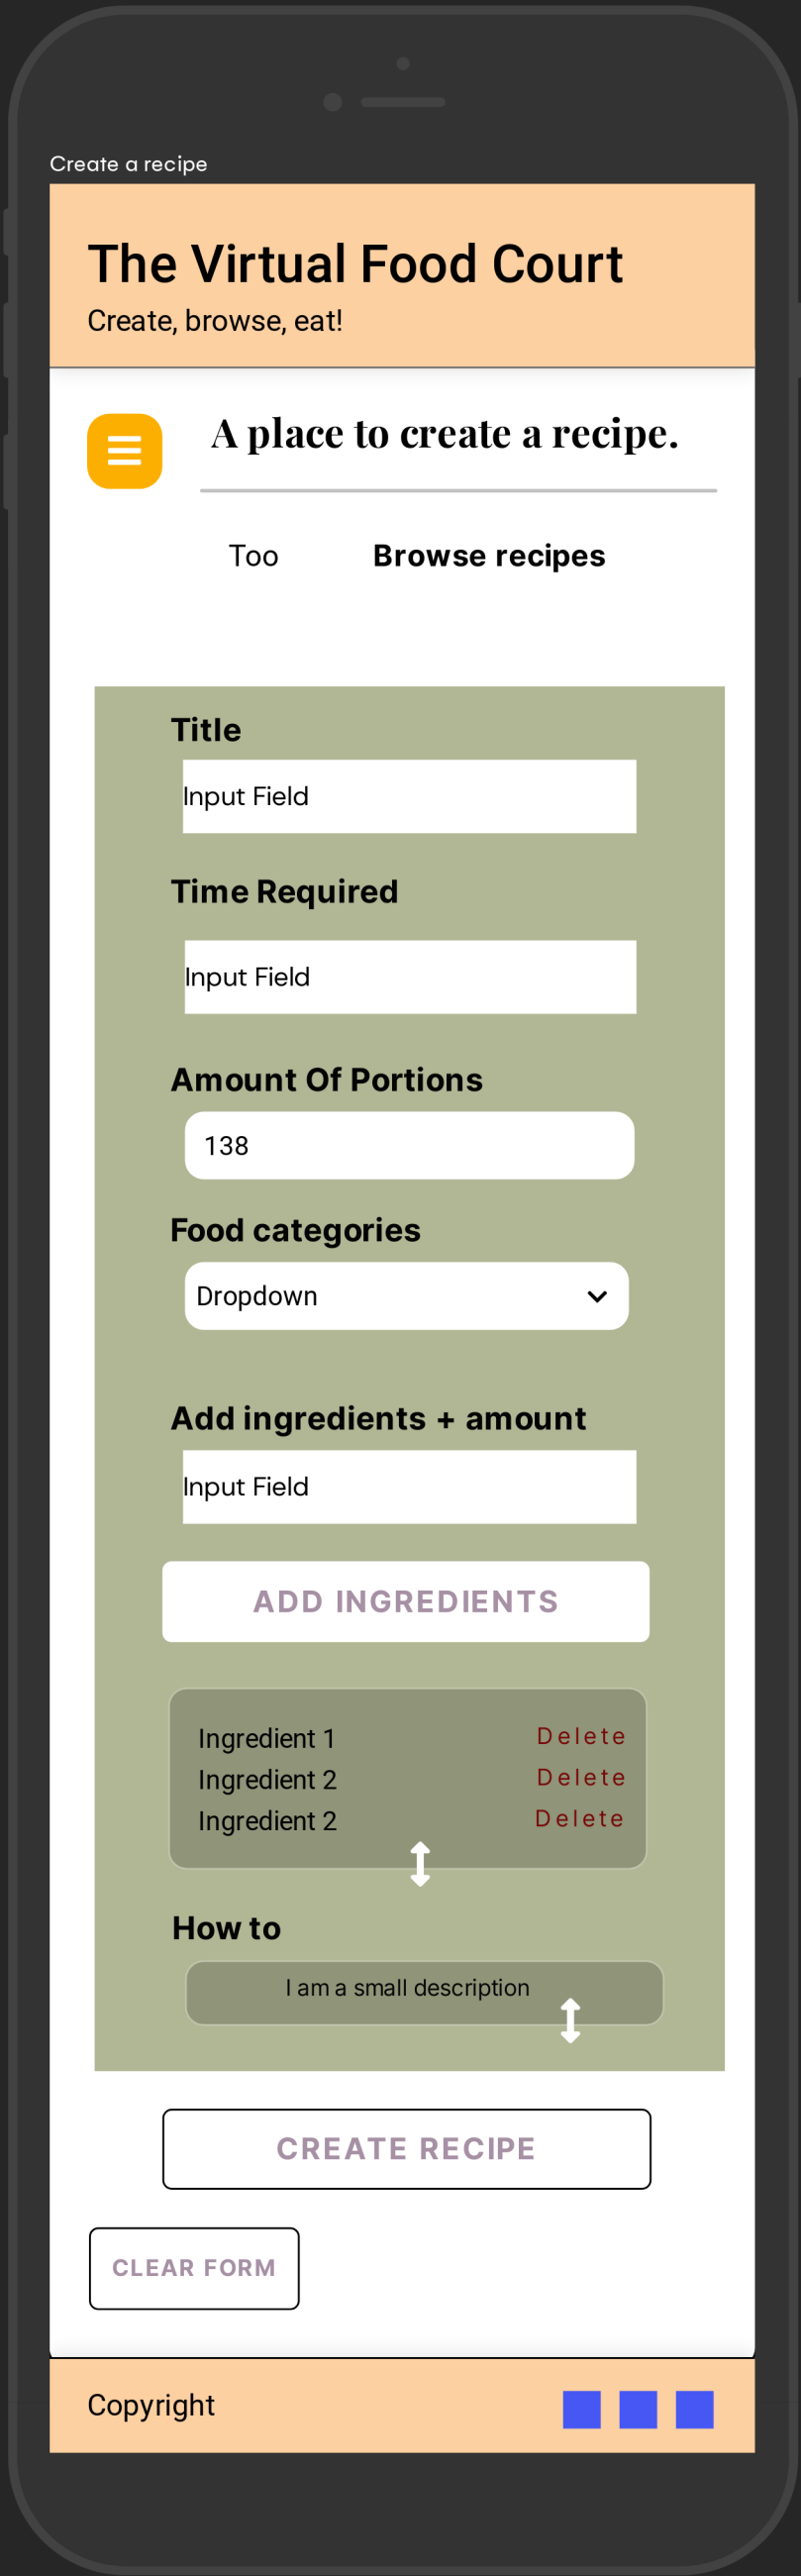 Create a recipe
The Virtual Food Court
Create, browse, eat!
A place to create a recipe.
Too Browse recipes
Title
Input Field
Time Required
Input Field
Amount Of Portions
138
Food categories
Dropdown
Add ingredients + amount
Input Field
ADD INGREDIENTS
Ingredient 1 Delete
Ingredient 2 Delete
Ingredient 2 Delete
How to
I am a small description
CREATE RECIPE
CLEAR FORM
Copyright